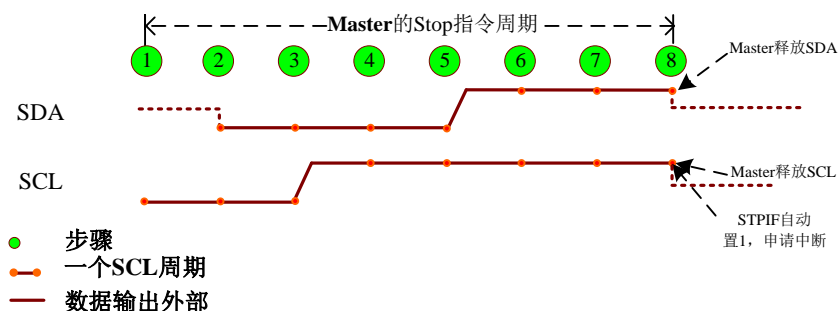 Master的Stop指令周期
1 2 3 4 5 6 7 8
Master释放SDA
SDA
SCL
Master释放SCL
STPIF自动
置1，申请中断
步骤
一个SCL周期
数据输出外部